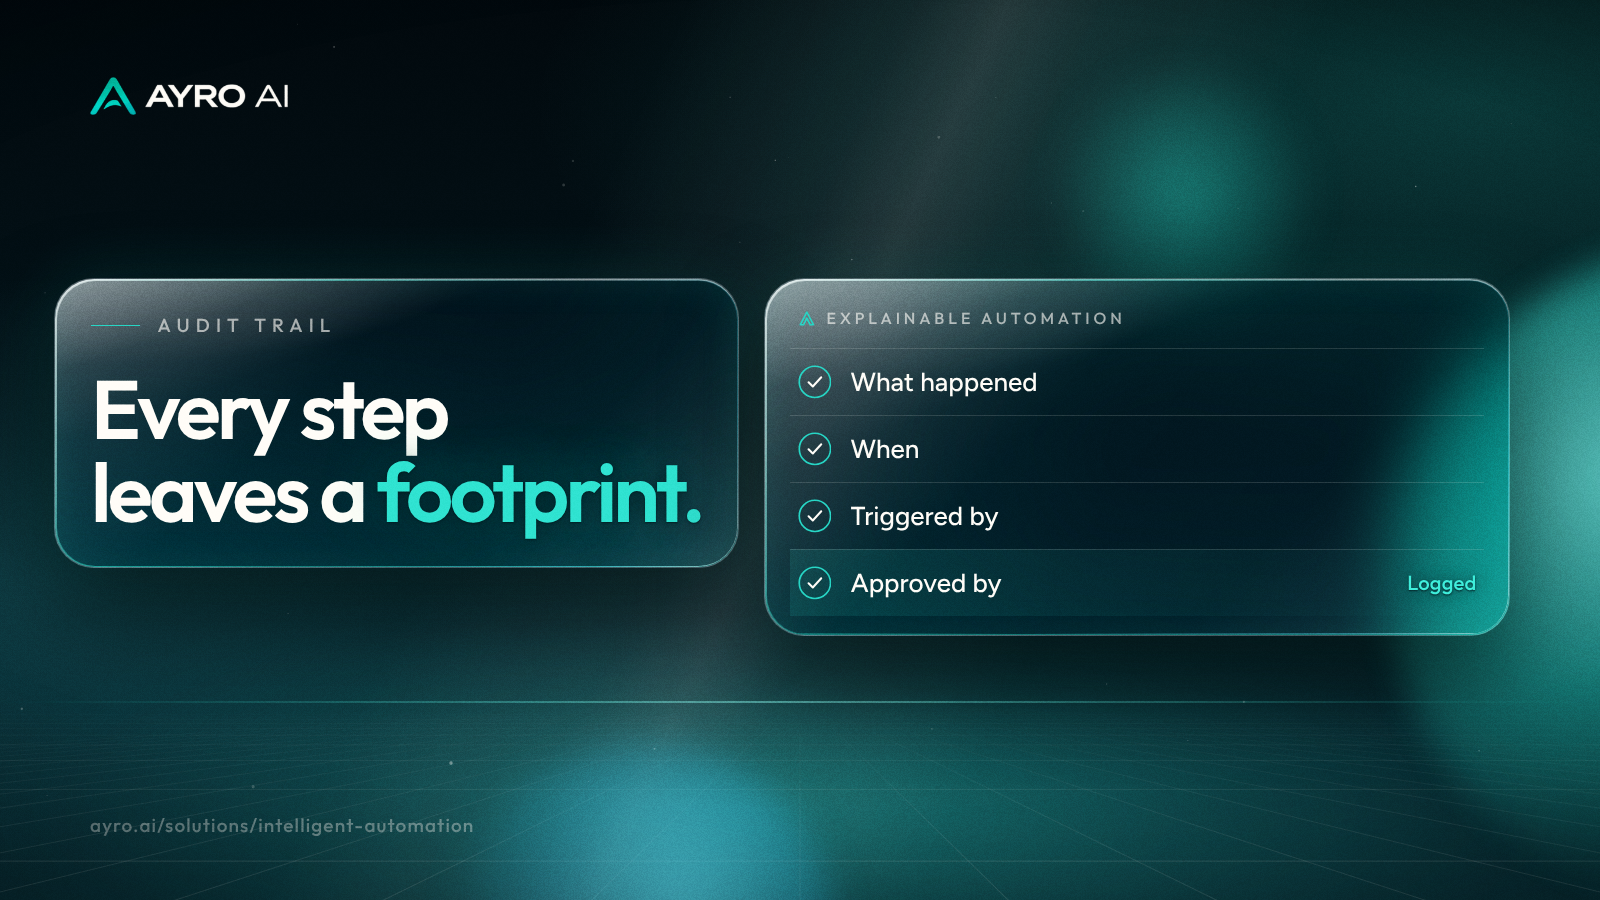 AYRO AI
AUDIT TRAIL
Every step
leaves a footprint.
EXPLAINABLE AUTOMATION
What happened
When
Triggered by
Approved by
Logged
ayro.ai/solutions/intelligent-automation